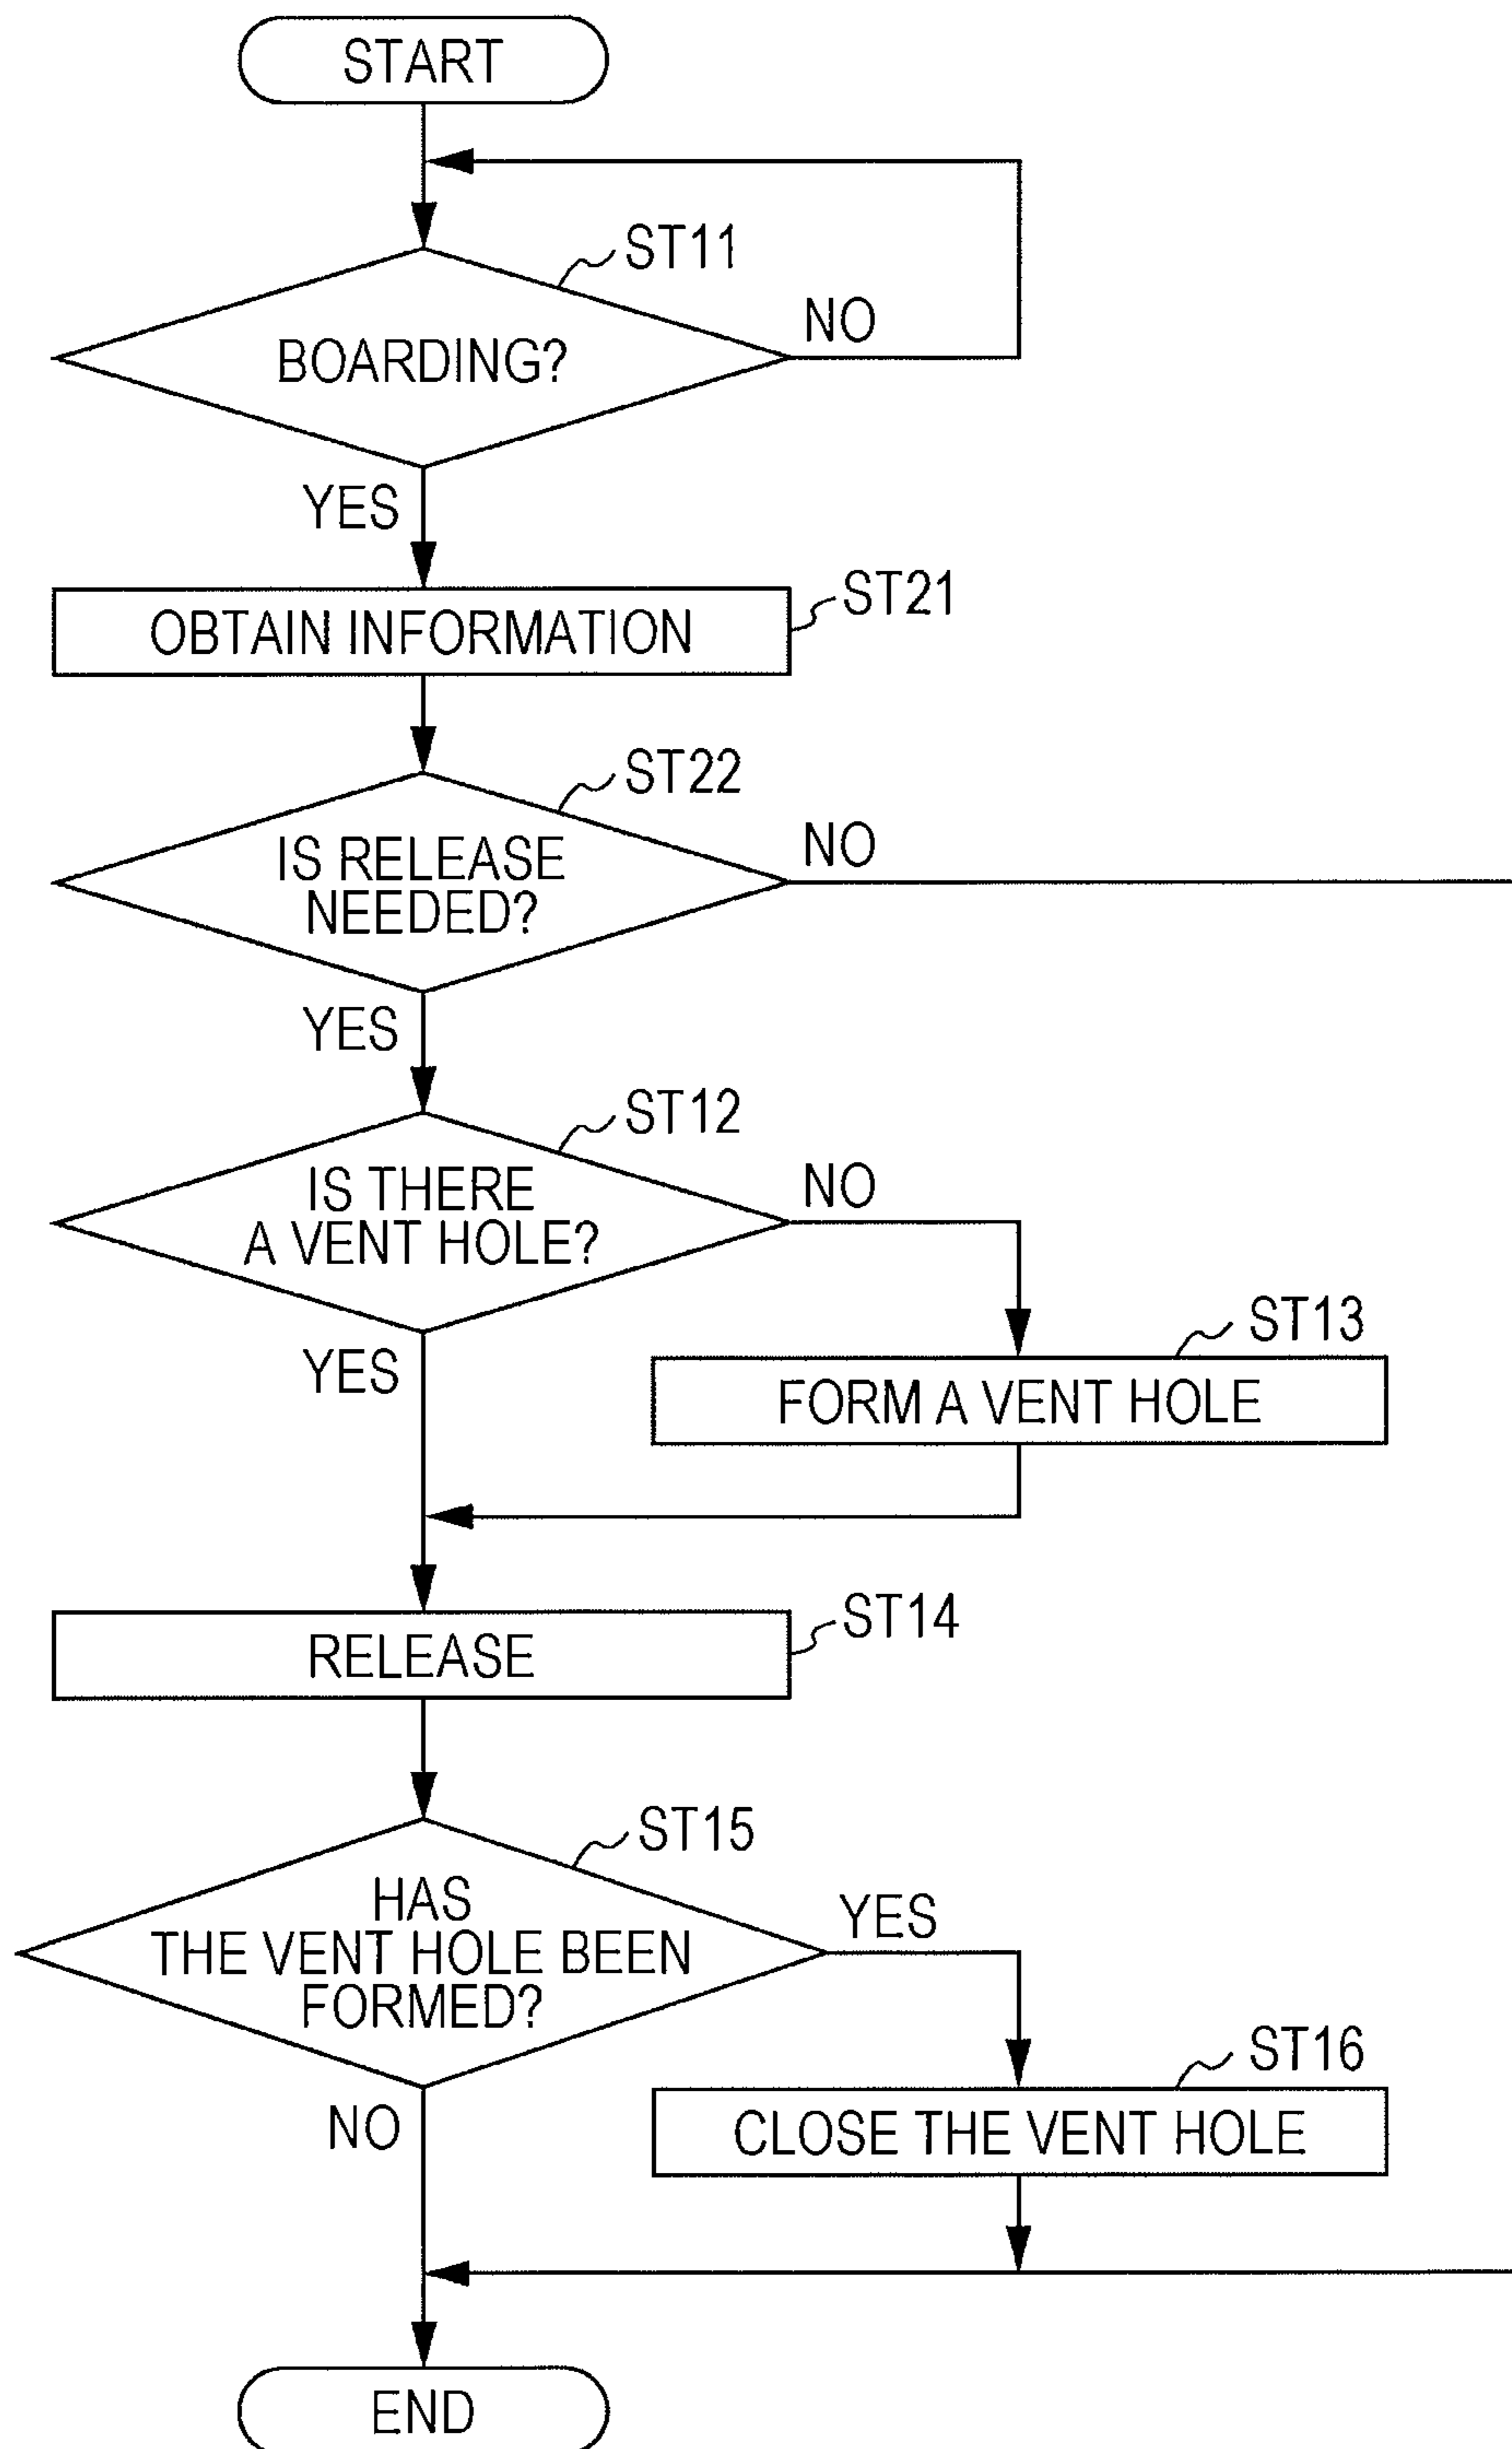 START
ST11
BOARDING?
NO
YES
ST21
OBTAIN INFORMATION
ST22
IS RELEASE
NEEDED?
NO
YES
ST12
IS THERE
A VENT HOLE?
NO
YES
ST13
FORM A VENT HOLE
ST14
RELEASE
ST15
HAS
THE VENT HOLE BEEN
FORMED?
YES
NO
ST16
CLOSE THE VENT HOLE
END